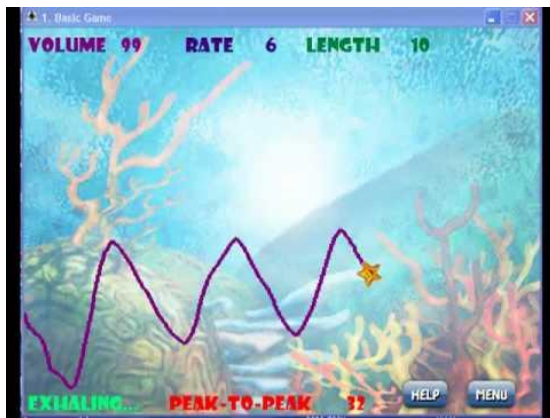 1. Basic Game
VOLUME 99 RATE 6 LENGTH 10
EXHALING... PEAK-TO-PEAK 32
HELP MENU